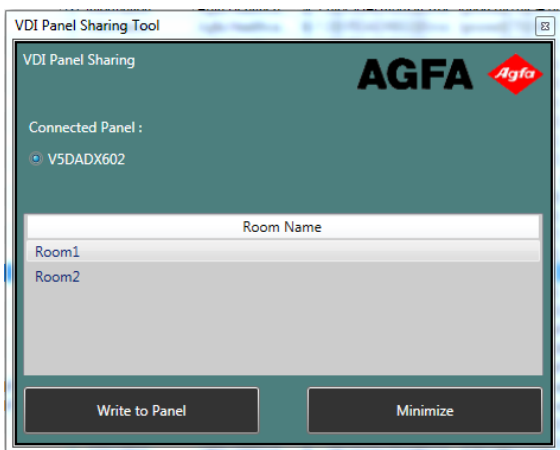 VDI Panel Sharing Tool
VDI Panel Sharing
AGFA Agfa
Connected Panel :
V5DADX602
Room Name
Room1
Room2
Write to Panel
Minimize